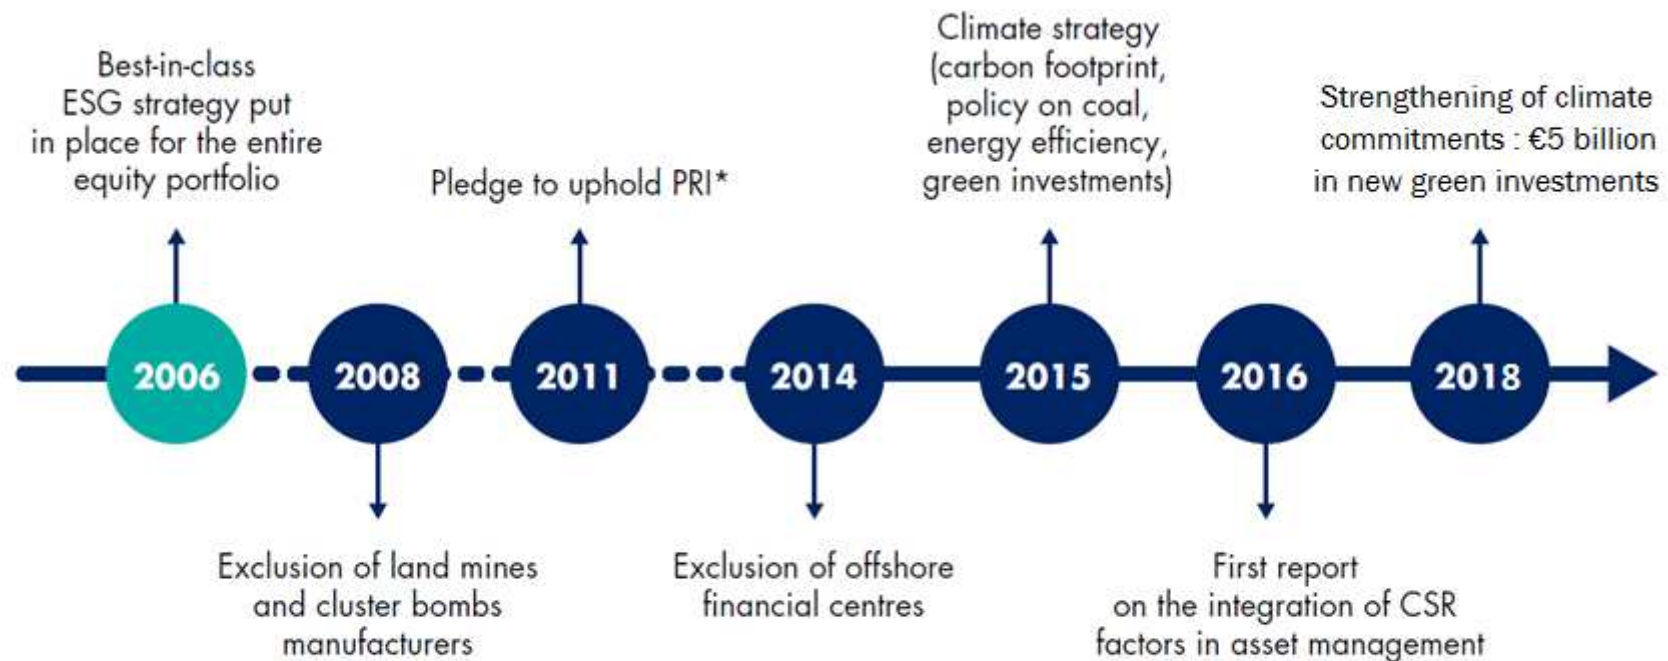 Best-in-class
ESG strategy put
in place for the entire
equity portfolio
Pledge to uphold PRI*
Climate strategy
(carbon footprint,
policy on coal,
energy efficiency,
green investments)
Strengthening of climate
commitments : €5 billion
in new green investments
2006
2008
2011
2014
2015
2016
2018
Exclusion of land mines
and cluster bombs
manufacturers
Exclusion of offshore
financial centres
First report
on the integration of CSR
factors in asset management